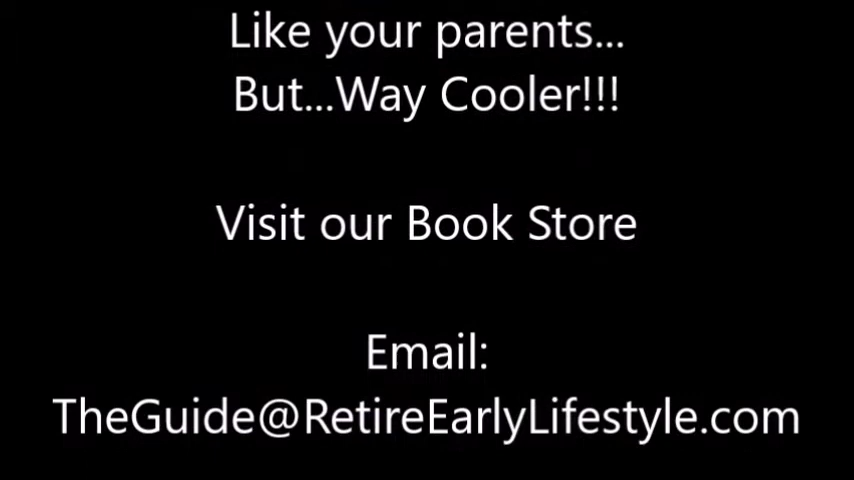 Like your parents...
But...Way Cooler!!!
Visit our Book Store
Email:
TheGuide@RetireEarlyLifestyle.com